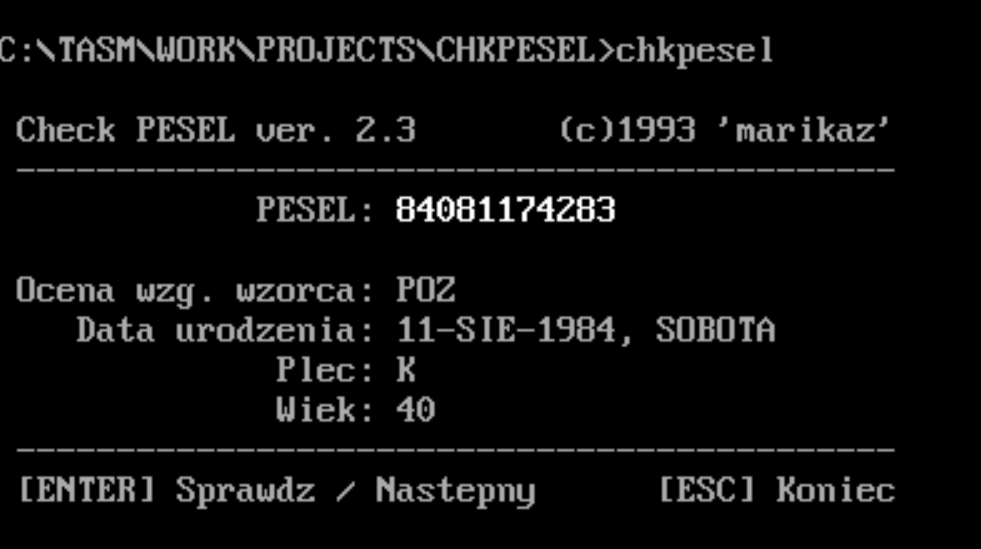 C:\TASM\WORK\PROJECTS\CHKPESEL>chkpesel
Check PESEL ver. 2.3 (c)1993 'marikaz'
--------------------------------------------
PESEL: 84081174283
Ocena wzg. wzorca: POZ
Data urodzenia: 11-SIE-1984, SOBOTA
Plec: K
Wiek: 40
--------------------------------------------
[ENTER] Sprawdz / Nastepny [ESC] Koniec